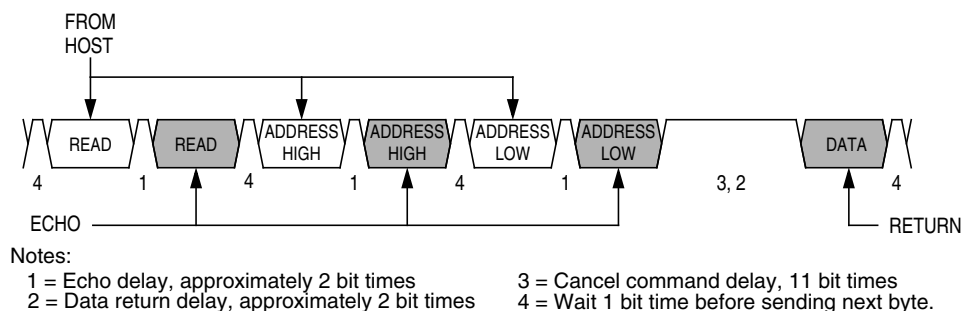 FROM
HOST
READ READ ADDRESS HIGH ADDRESS HIGH ADDRESS LOW ADDRESS LOW DATA
4 1 4 1 4 1 3, 2 4
ECHO RETURN
Notes:
1 = Echo delay, approximately 2 bit times 3 = Cancel command delay, 11 bit times
2 = Data return delay, approximately 2 bit times 4 = Wait 1 bit time before sending next byte.